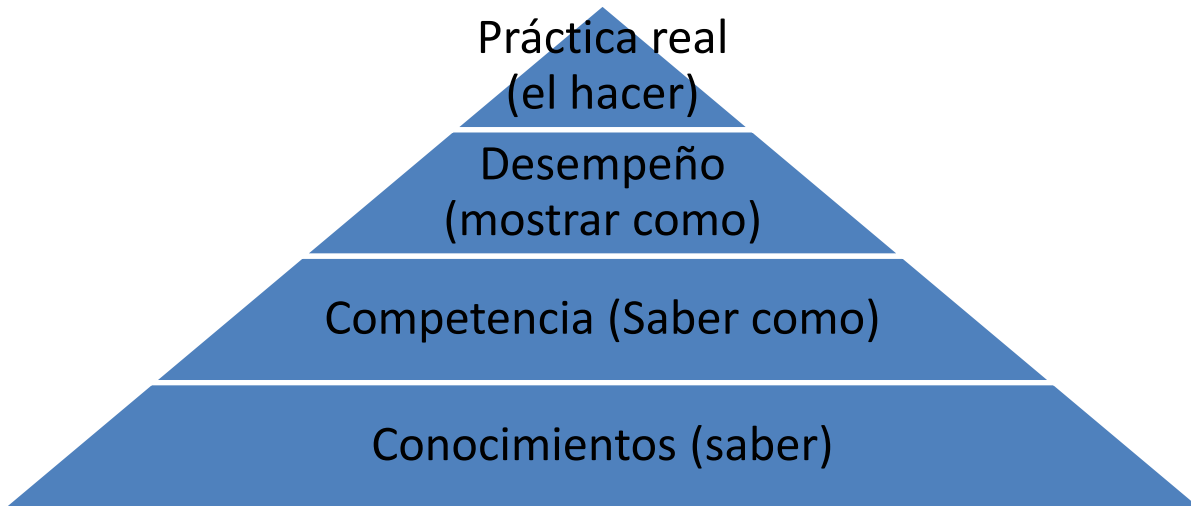 Práctica real
(el hacer)
Desempeño
(mostrar como)
Competencia (Saber como)
Conocimientos (saber)